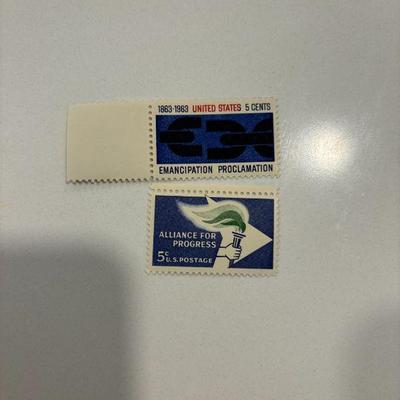 1863-1963 UNITED STATES 5 CENTS
EMANCIPATION PROCLAMATION
ALLIANCE FOR
PROGRESS
5¢ U.S. POSTAGE